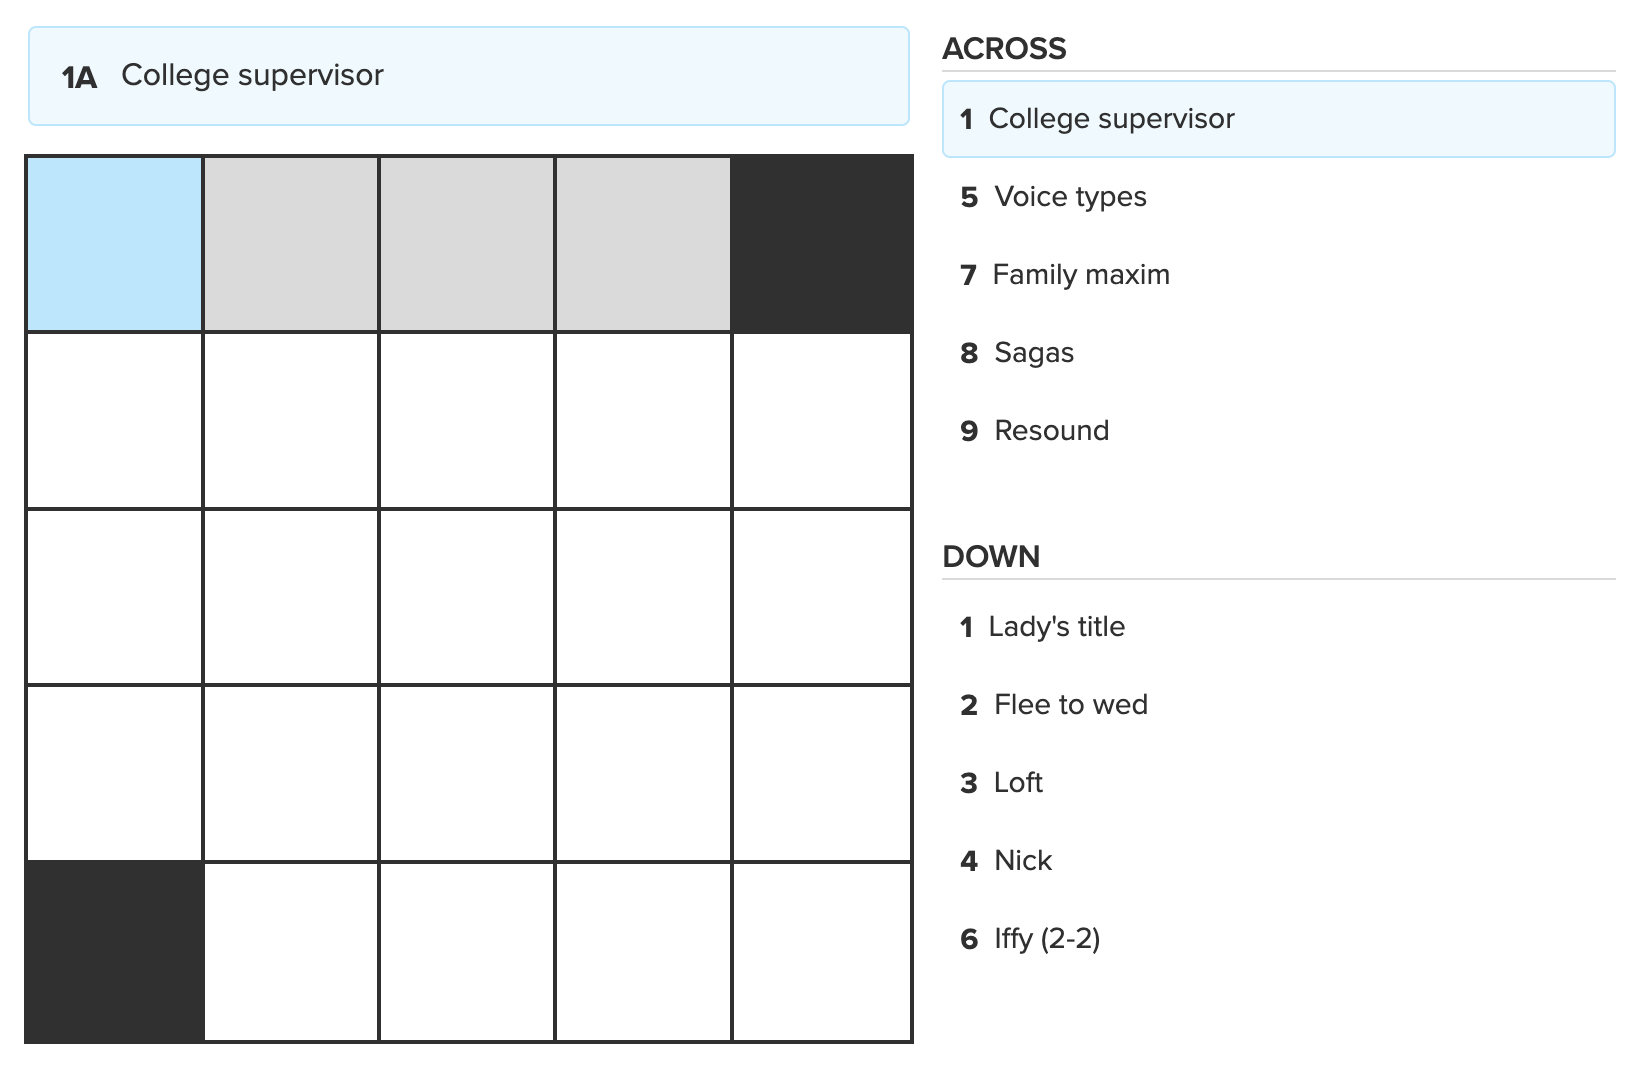 1A College supervisor
ACROSS
1 College supervisor
5 Voice types
7 Family maxim
8 Sagas
9 Resound
DOWN
1 Lady's title
2 Flee to wed
3 Loft
4 Nick
6 Iffy (2-2)